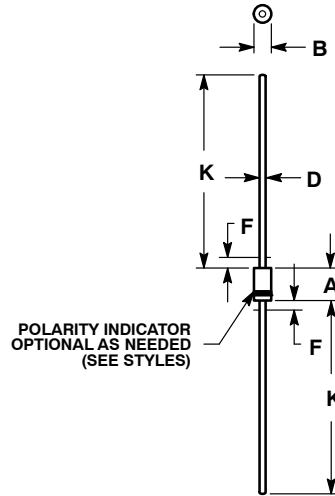 B
K
D
F
A
POLARITY INDICATOR
OPTIONAL AS NEEDED
(SEE STYLES)
F
K